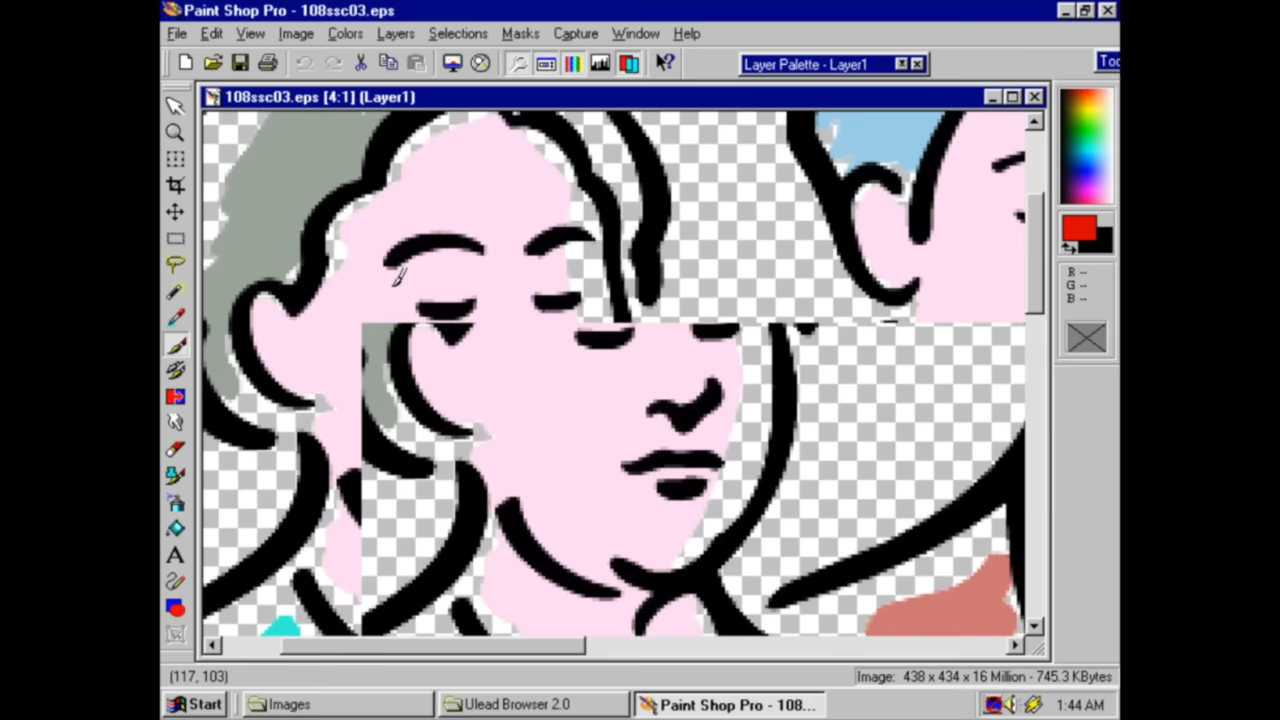 Paint Shop Pro - 108ssc03.eps
File Edit View Image Colors Layers Selections Masks Capture Window Help
Layer Palette - Layer1
Too
108ssc03.eps [4:1] (Layer1)
R --
G --
B --
A
(117, 103)
Image: 438 x 434 x 16 Million - 745.3 KBytes
Start Images Ulead Browser 2.0 Paint Shop Pro - 108... 1:44 AM